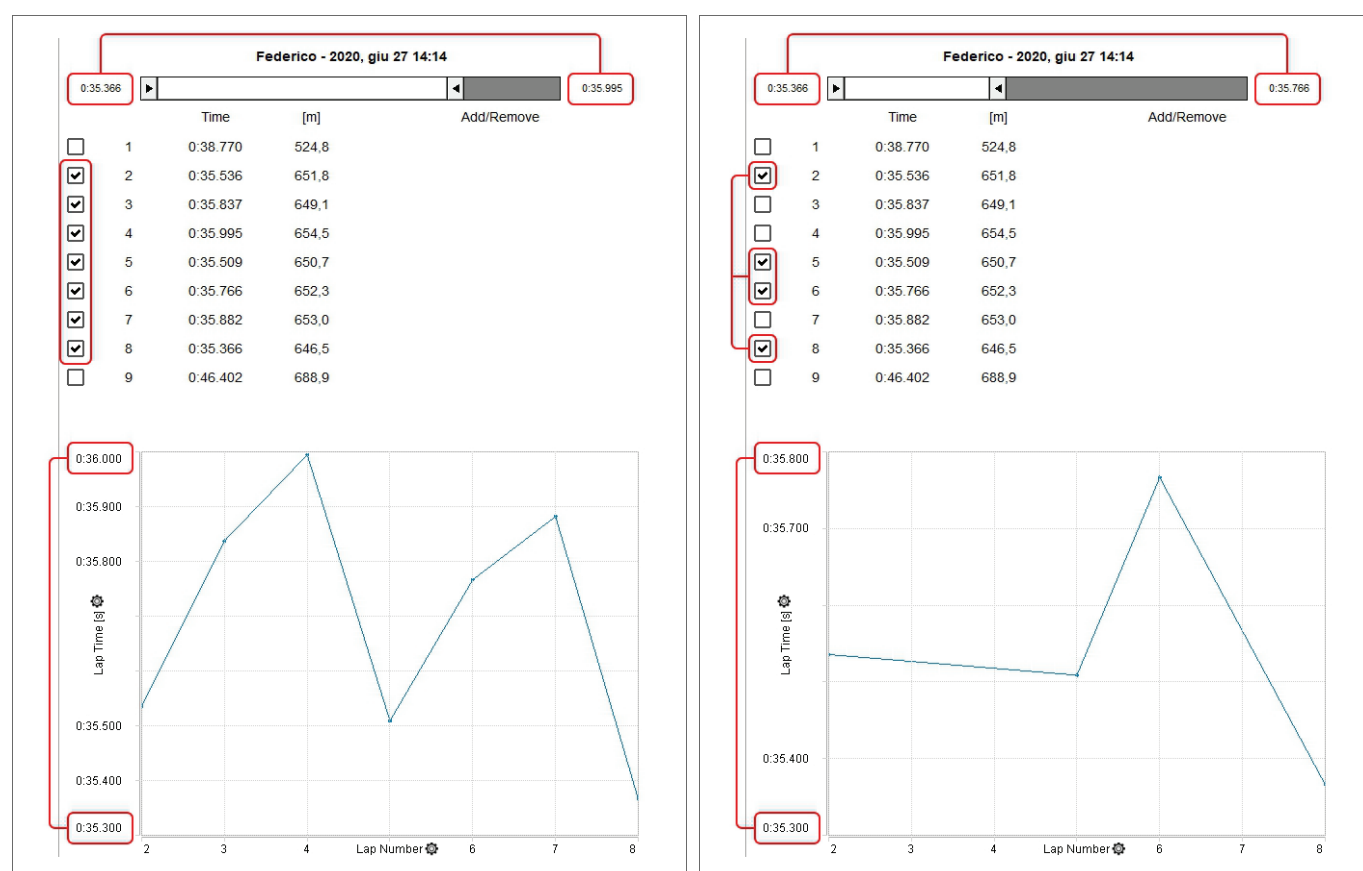 Federico - 2020, giu 27 14:14
0:35.366 0:35.995
Time [m] Add/Remove
1 0:38.770 524,8
2 0:35.536 651,8
3 0:35.837 649,1
4 0:35.995 654,5
5 0:35.509 650,7
6 0:35.766 652,3
7 0:35.882 653,0
8 0:35.366 646,5
9 0:46.402 688,9
0:36.000
0:35.900
0:35.800
Lap Time [s]
0:35.500
0:35.400
0:35.300
2 3 4 Lap Number 6 7 8
Federico - 2020, giu 27 14:14
0:35.366 0:35.766
Time [m] Add/Remove
1 0:38.770 524,8
2 0:35.536 651,8
3 0:35.837 649,1
4 0:35.995 654,5
5 0:35.509 650,7
6 0:35.766 652,3
7 0:35.882 653,0
8 0:35.366 646,5
9 0:46.402 688,9
0:35.800
0:35.700
Lap Time [s]
0:35.400
0:35.300
2 3 4 Lap Number 6 7 8